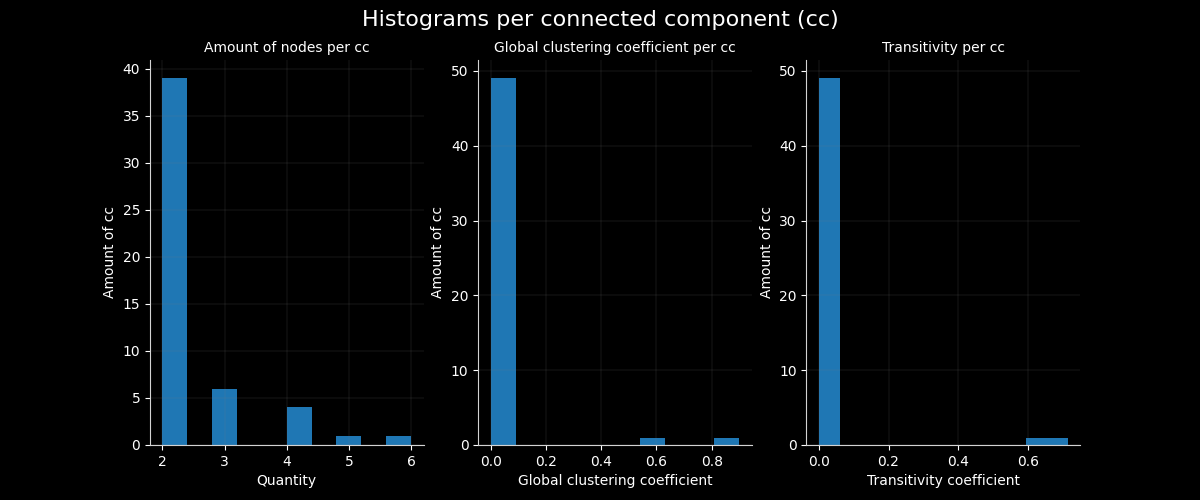 Histograms per connected component (cc)
Amount of nodes per cc
40
35
30
25
20
15
10
5
0
Amount of cc
2 3 4 5 6
Quantity
Global clustering coefficient per cc
50
40
30
20
10
0
Amount of cc
0.0 0.2 0.4 0.6 0.8
Global clustering coefficient
Transitivity per cc
50
40
30
20
10
0
Amount of cc
0.0 0.2 0.4 0.6
Transitivity coefficient